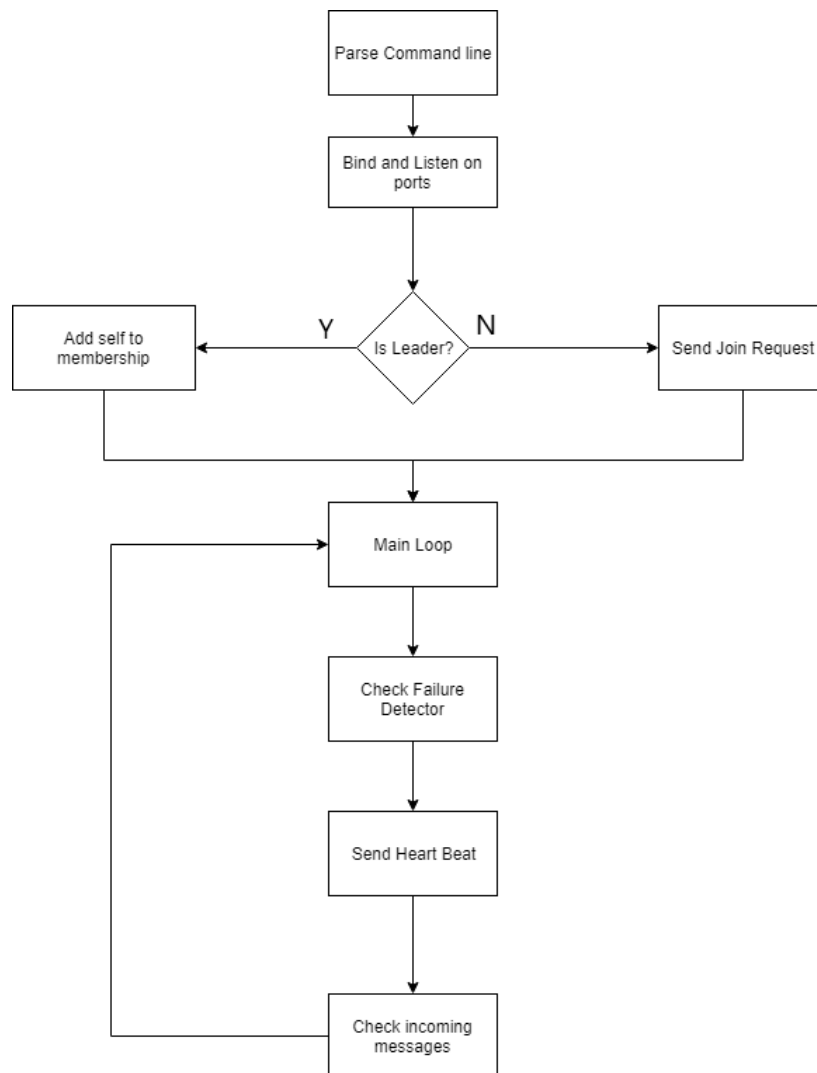 Parse Command line
Bind and Listen on
ports
Y
N
Add self to
membership
Is Leader?
Send Join Request
Main Loop
Check Failure
Detector
Send Heart Beat
Check incoming
messages